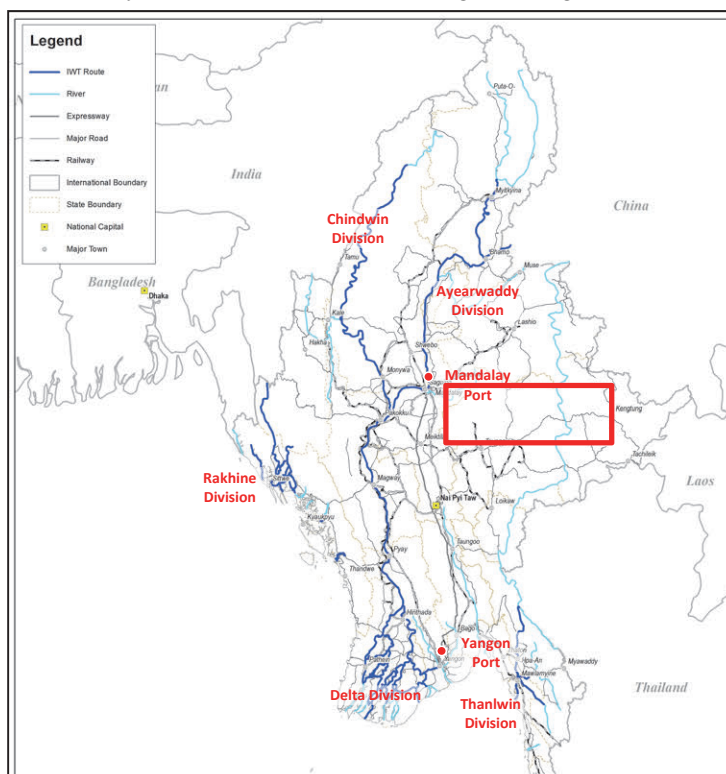 Legend
IWT Route
River
Expressway
Major Road
Railway
International Boundary
State Boundary
National Capital
Major Town
Puta-O-
India
China
Myitkyina
Chindwin
Division
Tamu
Bhamo
Muse
Bangladesh
Dhaka
Ayearwaddy
Division
Kale
Lashio
Hakha
Shwebo
Monywa
Mandalay
Port
Kengtung
Tachileik
Magway
Laos
Rakhine
Division
Sittwe
Loikaw
Nai Pyi Taw
Kyaukpyu
Taungoo
Pyay
Thandwe
Hinthada
Bago
Yangon
Port
Yangon
Pathein
Hpa-An
Myawaddy
Mawlamyine
Delta Division
Thanlwin
Division
Thailand